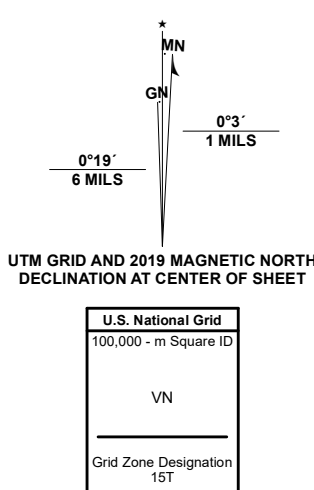 ★
MN
GN
0°3´
1 MILS
0°19´
6 MILS
UTM GRID AND 2019 MAGNETIC NORTH
DECLINATION AT CENTER OF SHEET
U.S. National Grid
100,000 - m Square ID
VN
Grid Zone Designation
15T